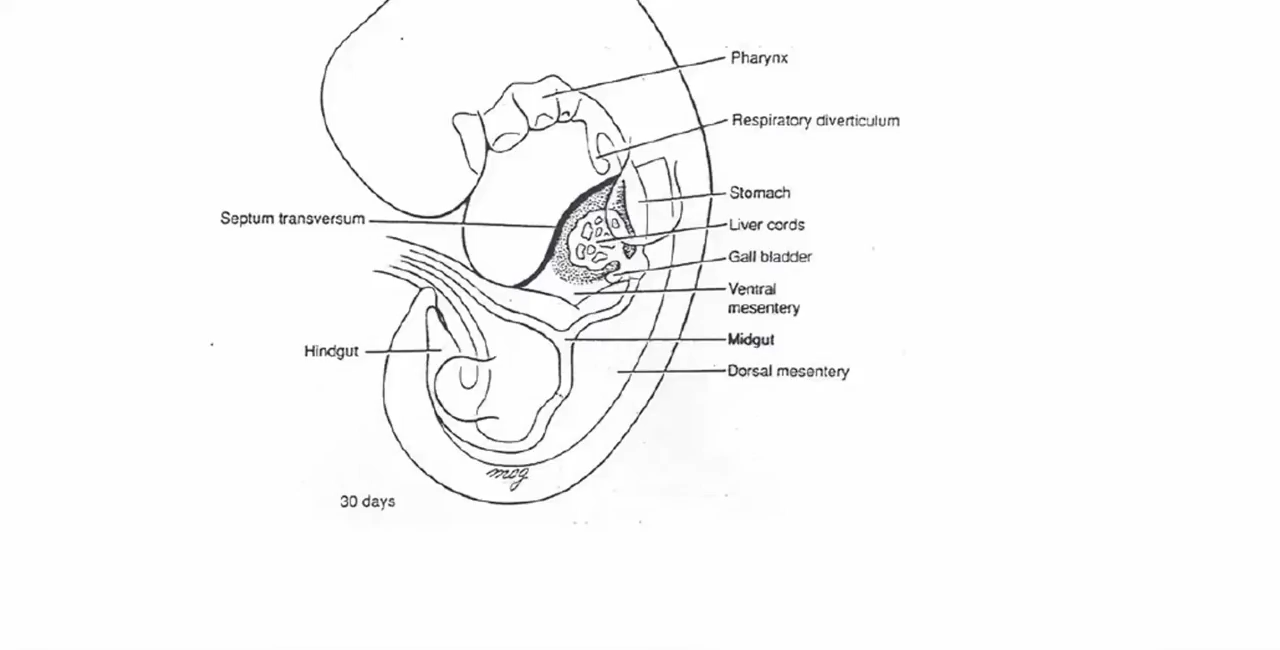 Pharynx
Respiratory diverticulum
Stomach
Septum transversum
Liver cords
Gall bladder
Ventral
mesentery
Midgut
Hindgut
Dorsal mesentery
30 days